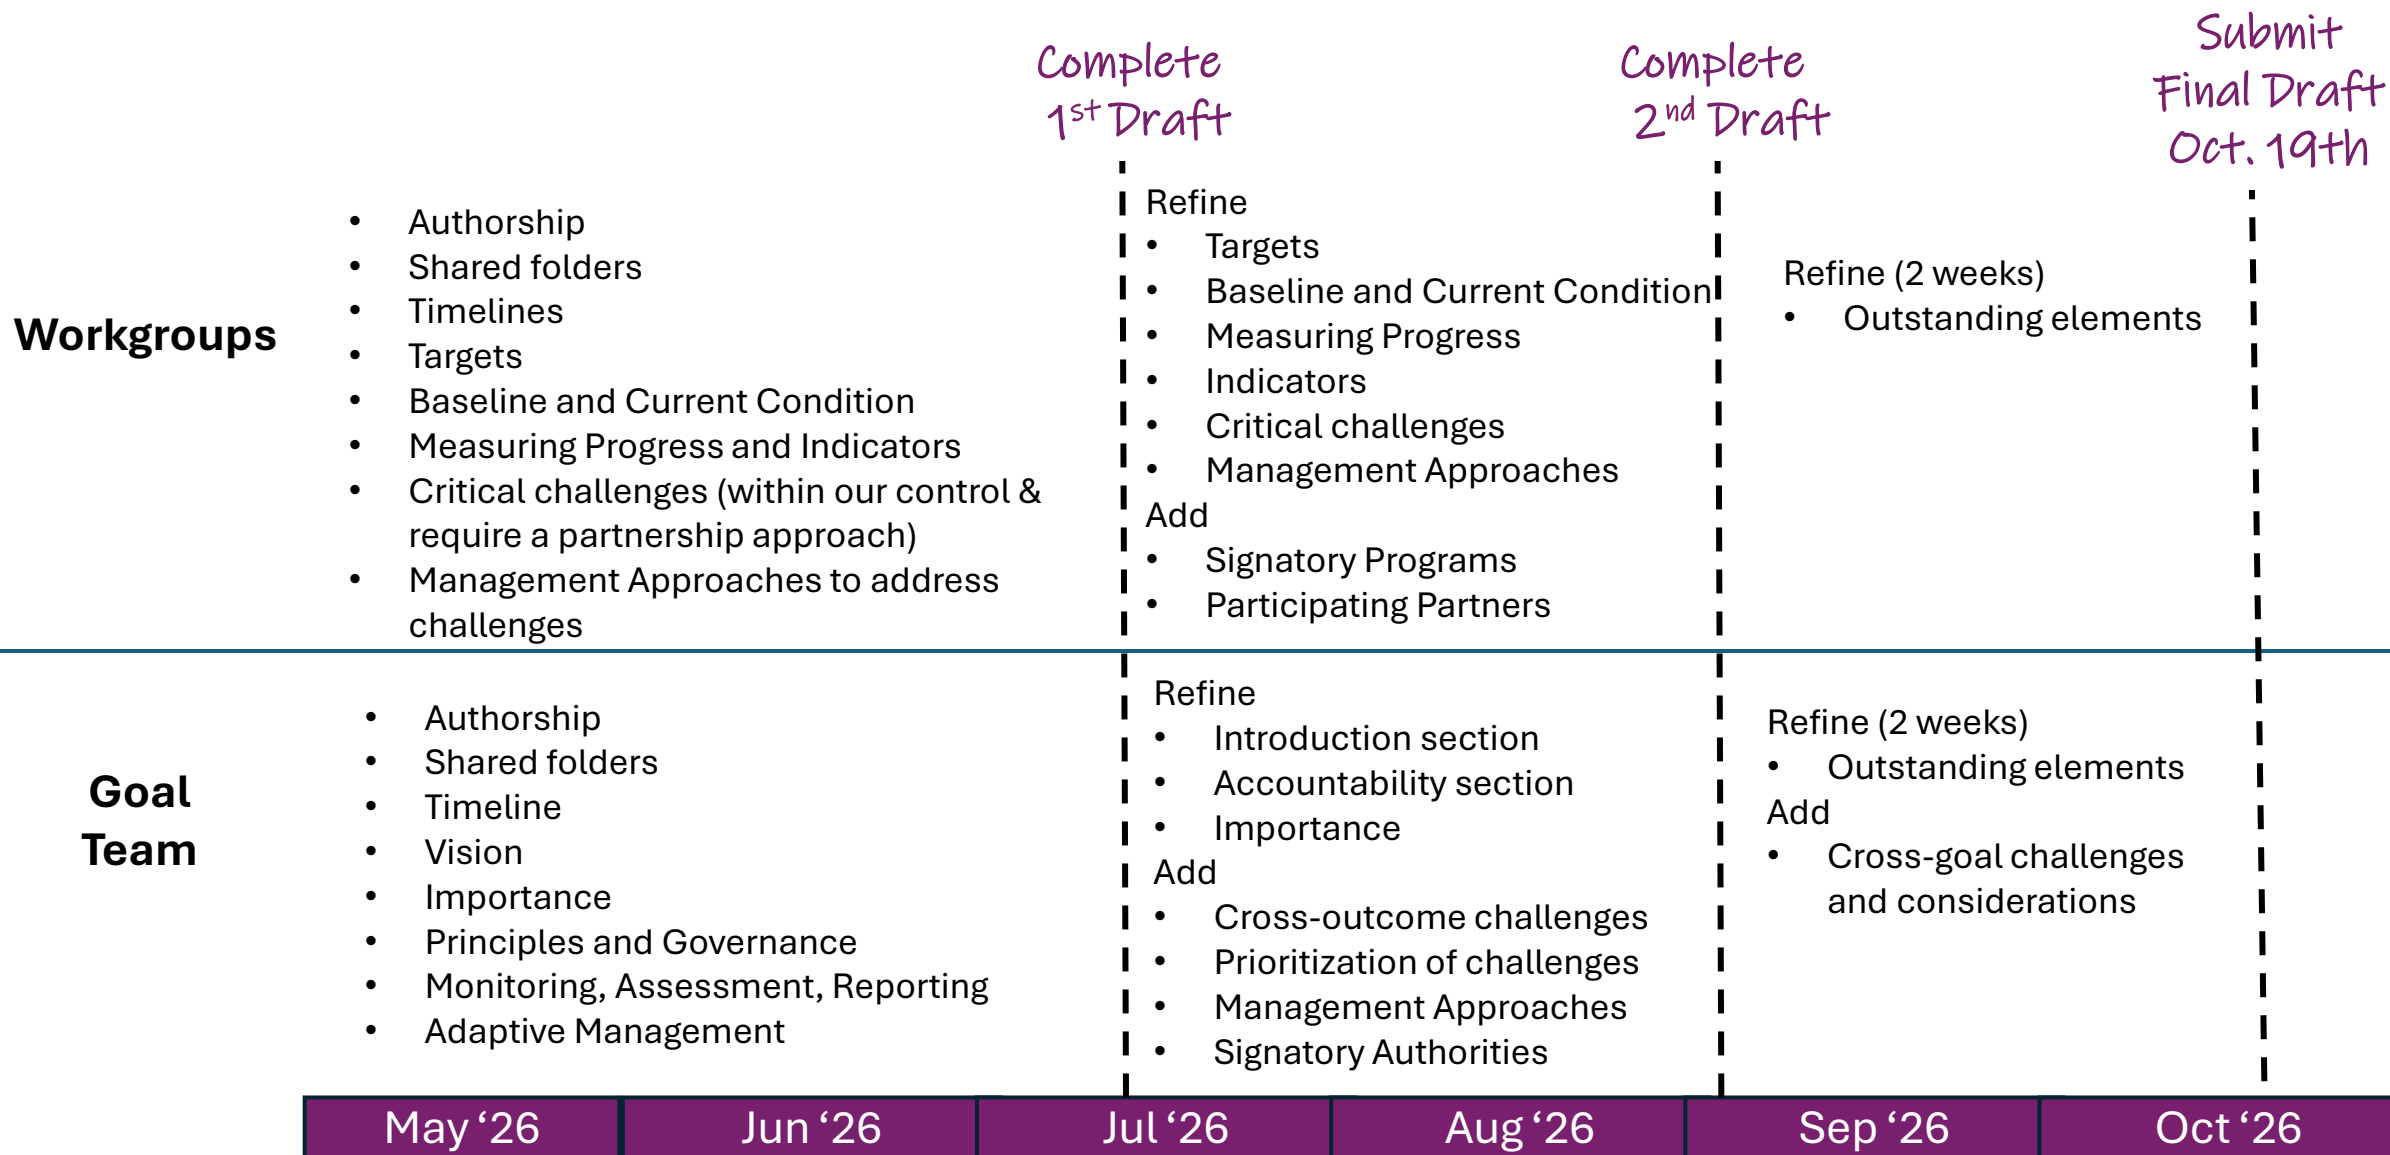 Complete
1st Draft
Complete
2nd Draft
Submit
Final Draft
Oct. 19th
Workgroups
• Authorship
• Shared folders
• Timelines
• Targets
• Baseline and Current Condition
• Measuring Progress and Indicators
• Critical challenges (within our control &
require a partnership approach)
• Management Approaches to address
challenges
Refine
• Targets
• Baseline and Current Condition
• Measuring Progress
• Indicators
• Critical challenges
• Management Approaches
Add
• Signatory Programs
• Participating Partners
Refine (2 weeks)
• Outstanding elements
Goal
Team
• Authorship
• Shared folders
• Timeline
• Vision
• Importance
• Principles and Governance
• Monitoring, Assessment, Reporting
• Adaptive Management
Refine
• Introduction section
• Accountability section
• Importance
Add
• Cross-outcome challenges
• Prioritization of challenges
• Management Approaches
• Signatory Authorities
Refine (2 weeks)
• Outstanding elements
Add
• Cross-goal challenges
and considerations
May ‘26
Jun ‘26
Jul ‘26
Aug ‘26
Sep ‘26
Oct ‘26